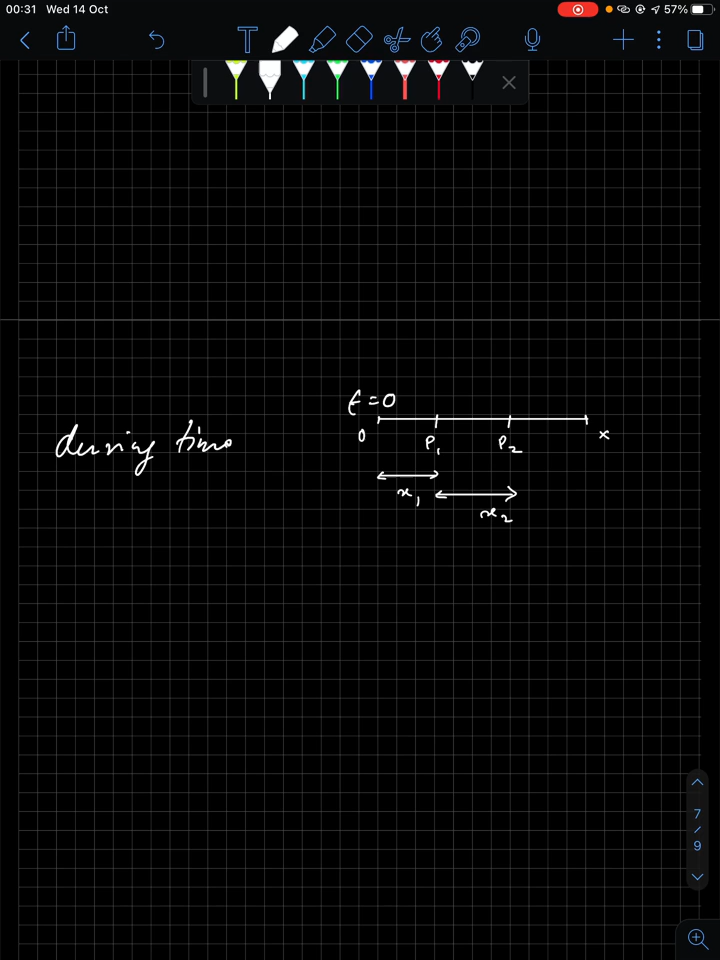 00:31 Wed 14 Oct
57%
T
t=0
during time
0 P1 P2 x
x1
x2
7
/
9